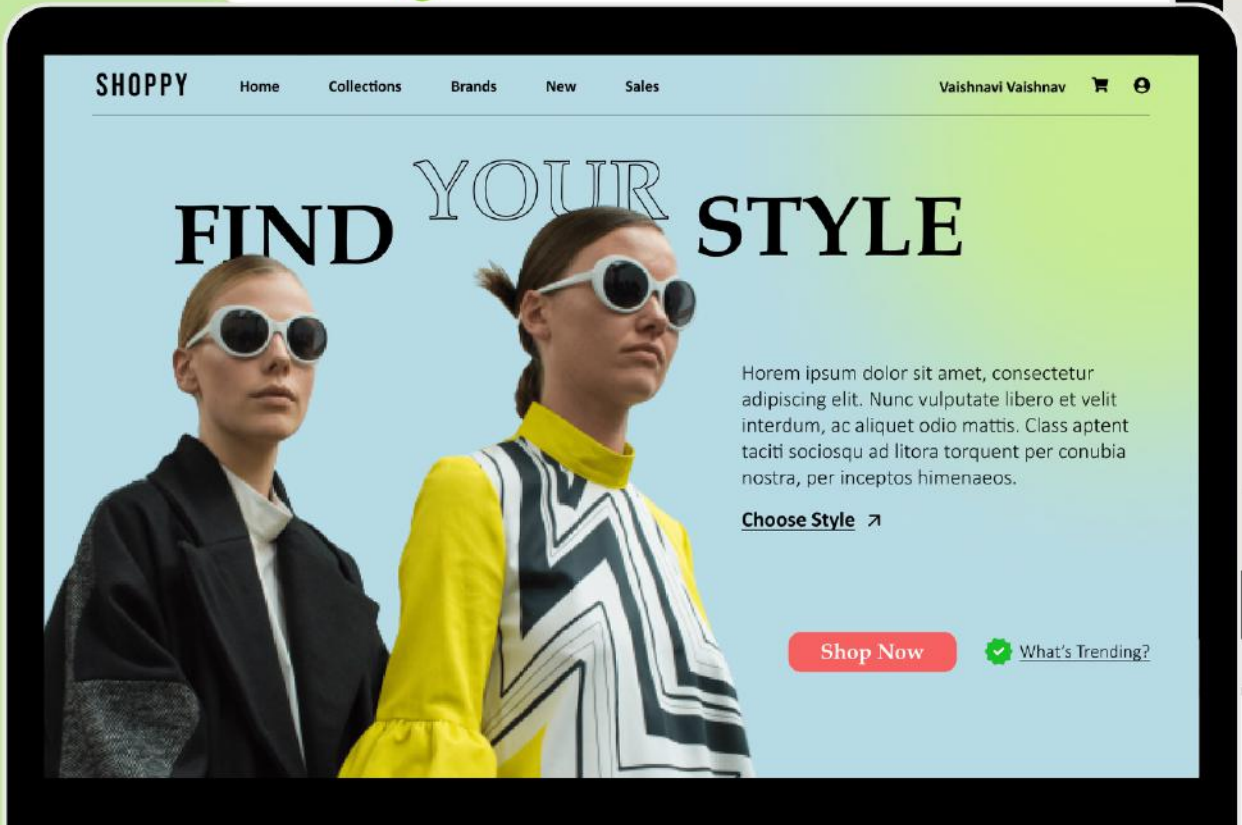 SHOPPY Home Collections Brands New Sales Vaishnavi Vaishnav
YOUR
FIND STYLE
Horem ipsum dolor sit amet, consectetur
adipiscing elit. Nunc vulputate libero et velit
interdum, ac aliquet odio mattis. Class aptent
taciti sociosqu ad litora torquent per conubia
nostra, per inceptos himenaeos.
Choose Style
Shop Now What's Trending?